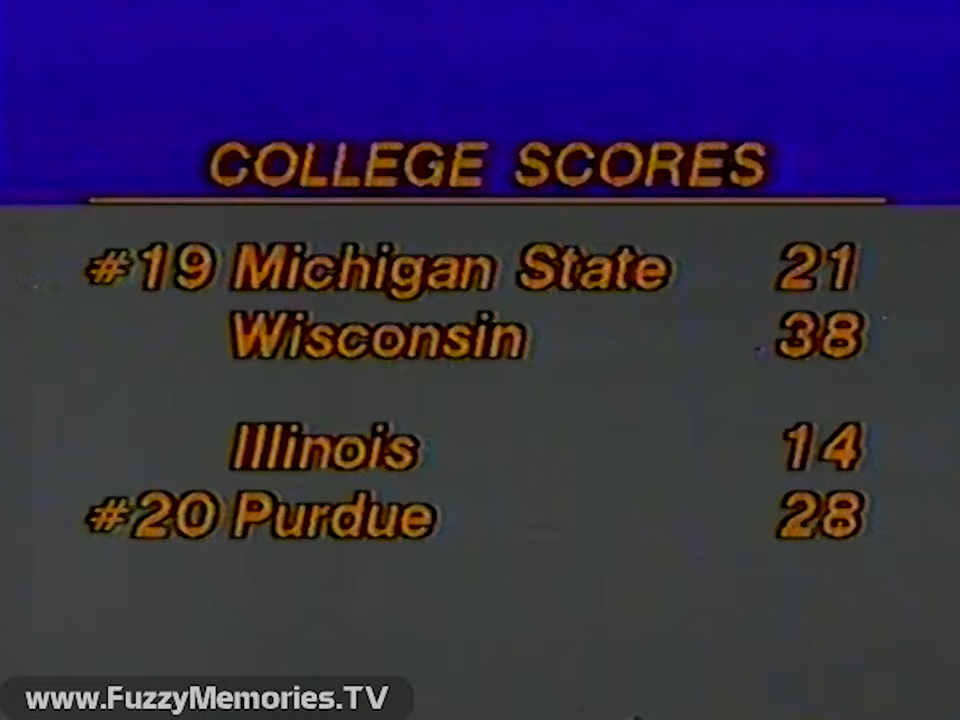 COLLEGE SCORES
#19 Michigan State 21
Wisconsin 38
Illinois 14
#20 Purdue 28
www.FuzzyMemories.TV